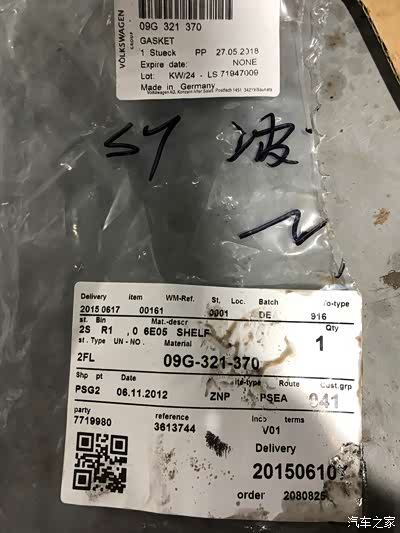 VOLKSWAGEN
GROUP
09G 321 370
GASKET
1 Stueck PP 27.05.2018
Expire date: NONE
Lot: KW/24 - LS 71947009
Made in Germany
SY 波
Delivery item WM-Ref. St. Loc. Batch o-type
20150617 00161 0001 DE 916
st. Bin Mat.-descr Qty
2S R1 ,0 6E05 SHELF 1
st. Type UN-NO. Material
2FL 09G-321-370
Shp pt Date te-type Route Cust.grp
PSG2 06.11.2012 ZNP PSEA 041
party reference Inco terms
7719980 3613744 V01
Delivery
20150610
order 2080825
汽车之家